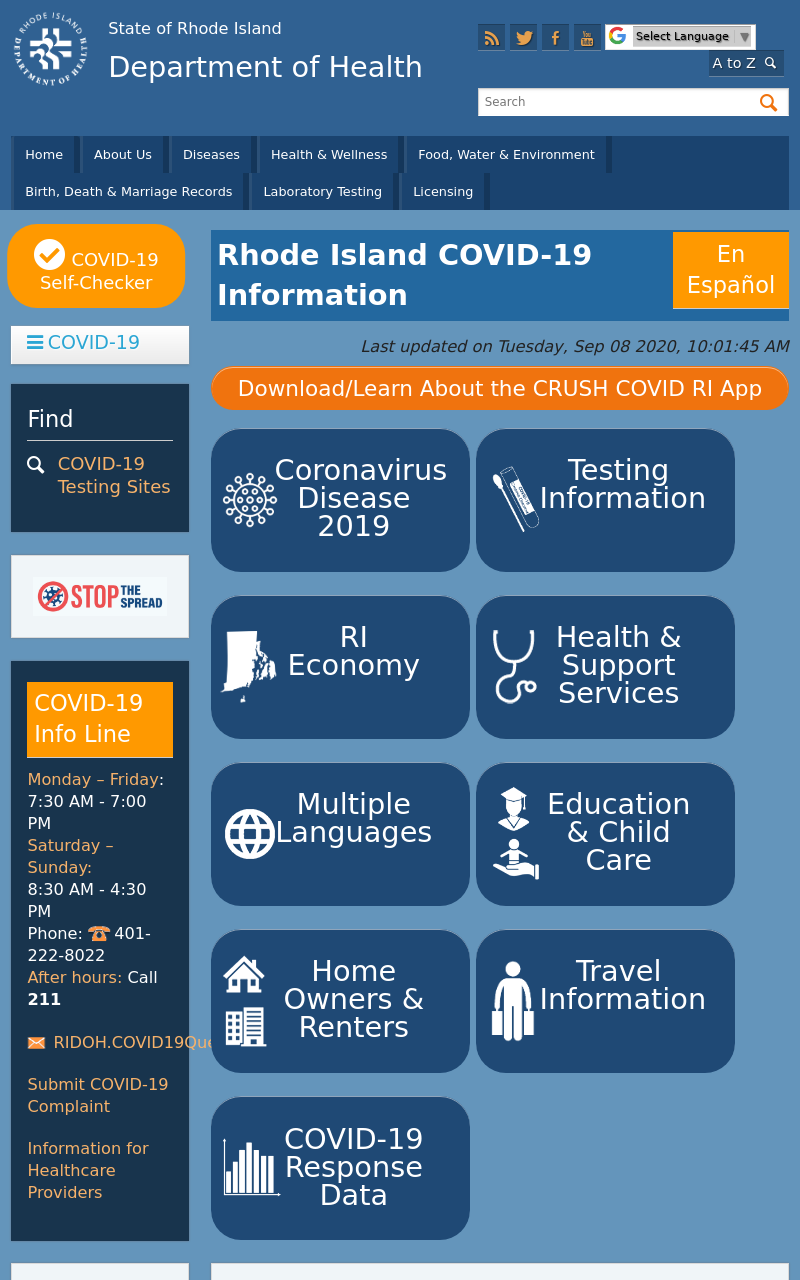 RHODE ISLAND
DEPARTMENT OF HEALTH
State of Rhode Island
Department of Health
You
Tube
G Select Language ▼
A to Z
Search
Home
About Us
Diseases
Health & Wellness
Food, Water & Environment
Birth, Death & Marriage Records
Laboratory Testing
Licensing
COVID-19
Self-Checker
COVID-19
Find
COVID-19
Testing Sites
STOP THE
SPREAD
COVID-19
Info Line
Monday – Friday:
7:30 AM - 7:00
PM
Saturday –
Sunday:
8:30 AM - 4:30
PM
Phone: 401-
222-8022
After hours: Call
211
RIDOH.COVID19Que
Submit COVID-19
Complaint
Information for
Healthcare
Providers
Rhode Island COVID-19
Information
En
Español
Last updated on Tuesday, Sep 08 2020, 10:01:45 AM
Download/Learn About the CRUSH COVID RI App
Coronavirus
Disease
2019
Testing
Information
RI
Economy
Health &
Support
Services
Multiple
Languages
Education
& Child
Care
Home
Owners &
Renters
Travel
Information
COVID-19
Response
Data